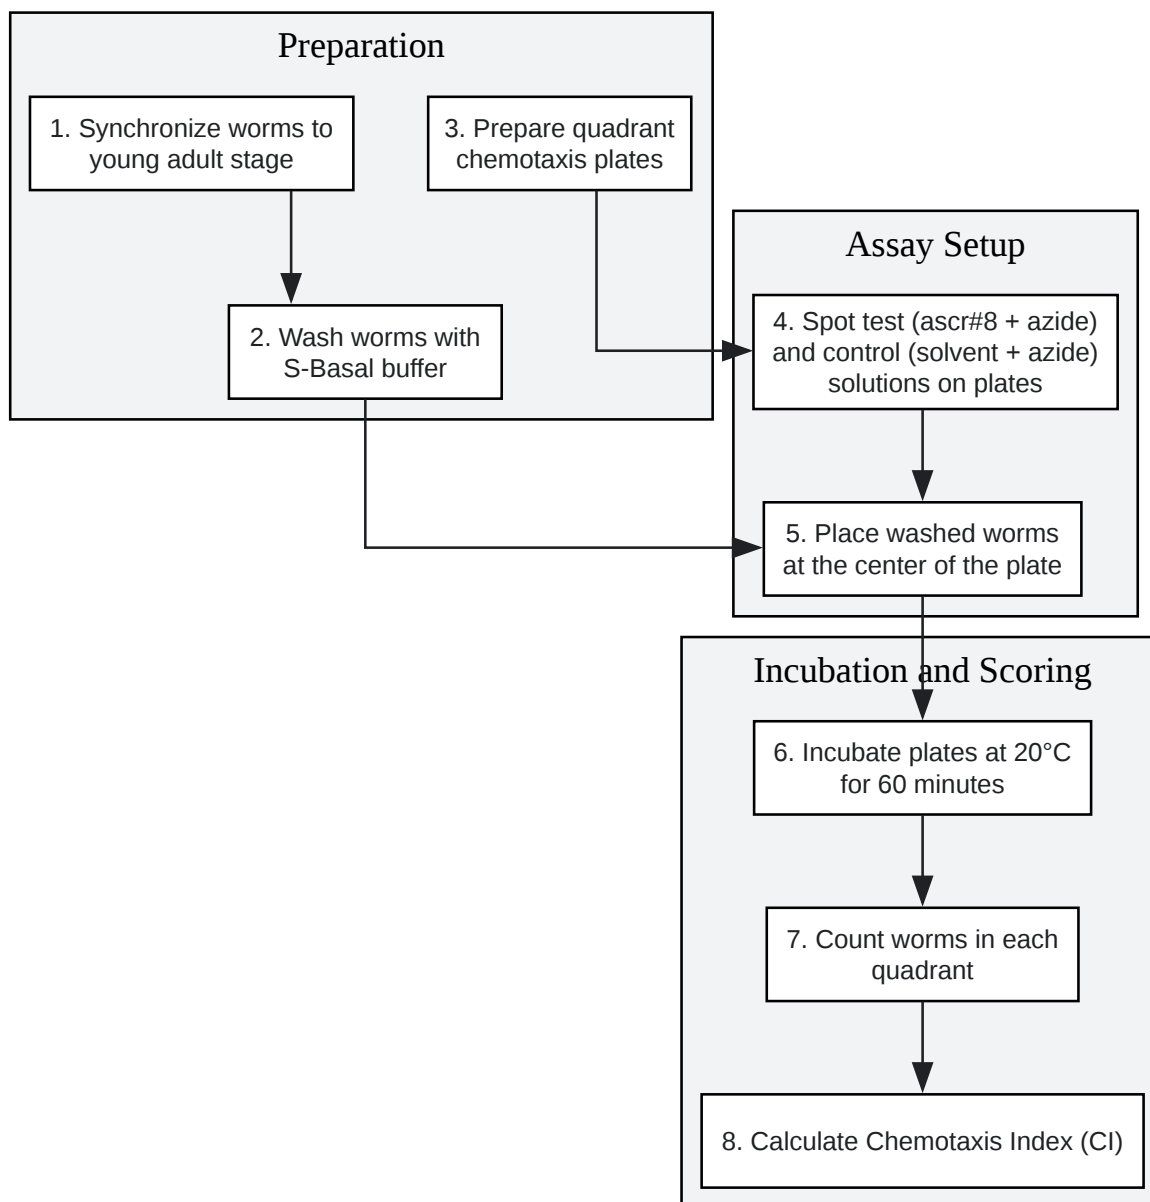 Preparation
1. Synchronize worms to
young adult stage
3. Prepare quadrant
chemotaxis plates
2. Wash worms with
S-Basal buffer
Assay Setup
4. Spot test (ascr#8 + azide)
and control (solvent + azide)
solutions on plates
5. Place washed worms
at the center of the plate
Incubation and Scoring
6. Incubate plates at 20°C
for 60 minutes
7. Count worms in each
quadrant
8. Calculate Chemotaxis Index (CI)